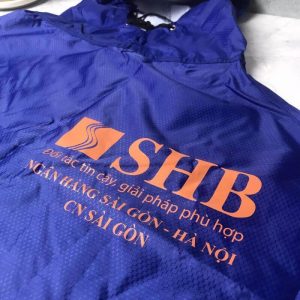 SHB
Đối tác tin cậy, giải pháp phù hợp
NGÂN HÀNG SÀI GÒN - HÀ NỘI
CN SÀI GÒN